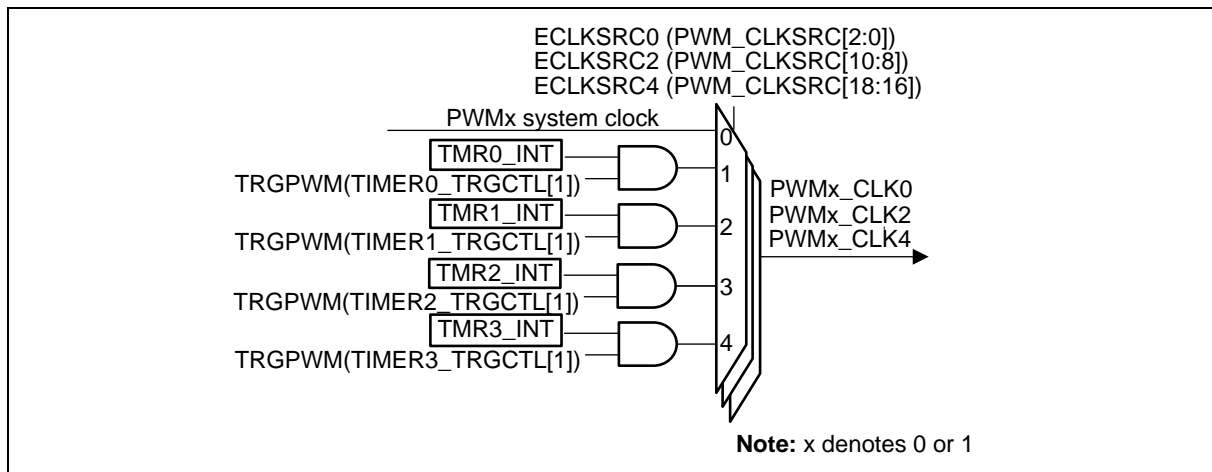 ECLKSRC0 (PWM_CLKSRC[2:0])
ECLKSRC2 (PWM_CLKSRC[10:8])
ECLKSRC4 (PWM_CLKSRC[18:16])
PWMx system clock
0
TMR0_INT
TRGPWM(TIMER0_TRGCTL[1])
1
TMR1_INT
TRGPWM(TIMER1_TRGCTL[1])
2
TMR2_INT
TRGPWM(TIMER2_TRGCTL[1])
3
TMR3_INT
TRGPWM(TIMER3_TRGCTL[1])
4
PWMx_CLK0
PWMx_CLK2
PWMx_CLK4
Note: x denotes 0 or 1